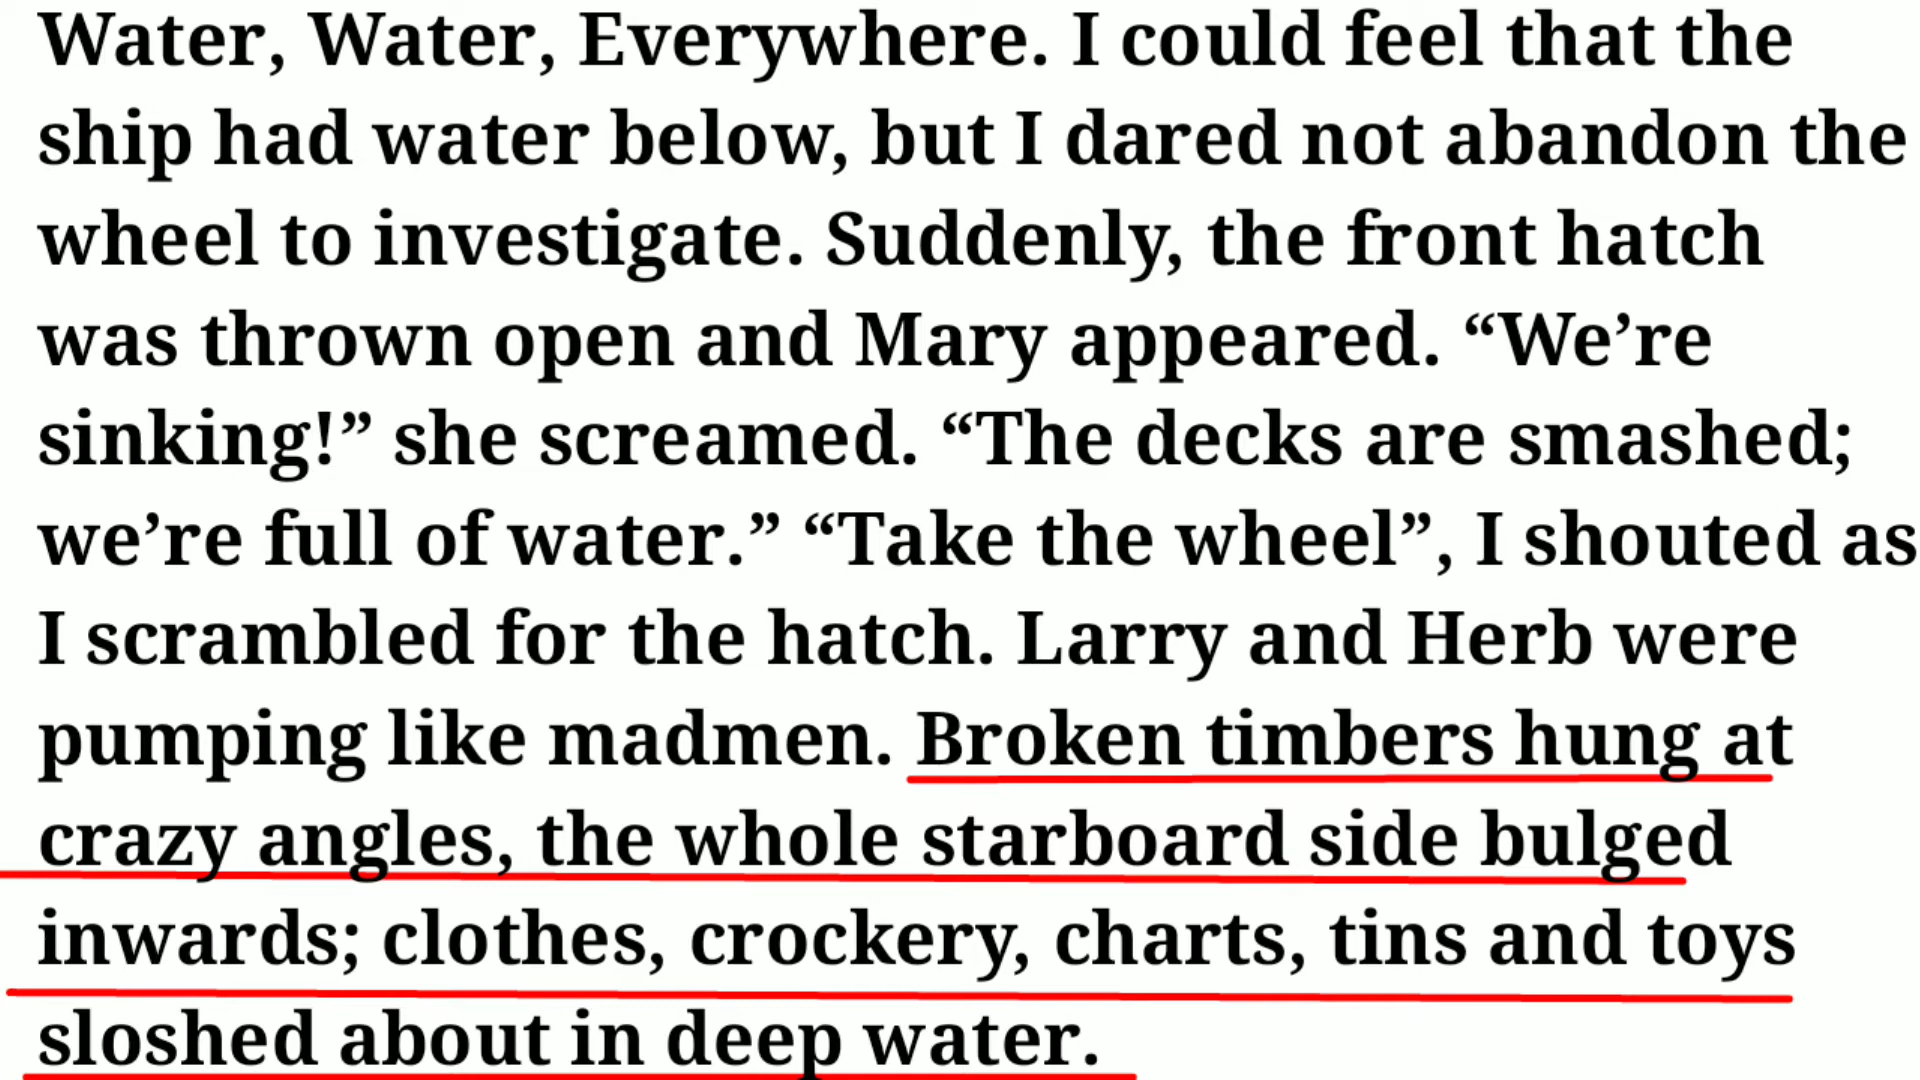 Water, Water, Everywhere. I could feel that the
ship had water below, but I dared not abandon the
wheel to investigate. Suddenly, the front hatch
was thrown open and Mary appeared. “We’re
sinking!” she screamed. “The decks are smashed;
we’re full of water.” “Take the wheel”, I shouted as
I scrambled for the hatch. Larry and Herb were
pumping like madmen. Broken timbers hung at
crazy angles, the whole starboard side bulged
inwards; clothes, crockery, charts, tins and toys
sloshed about in deep water.